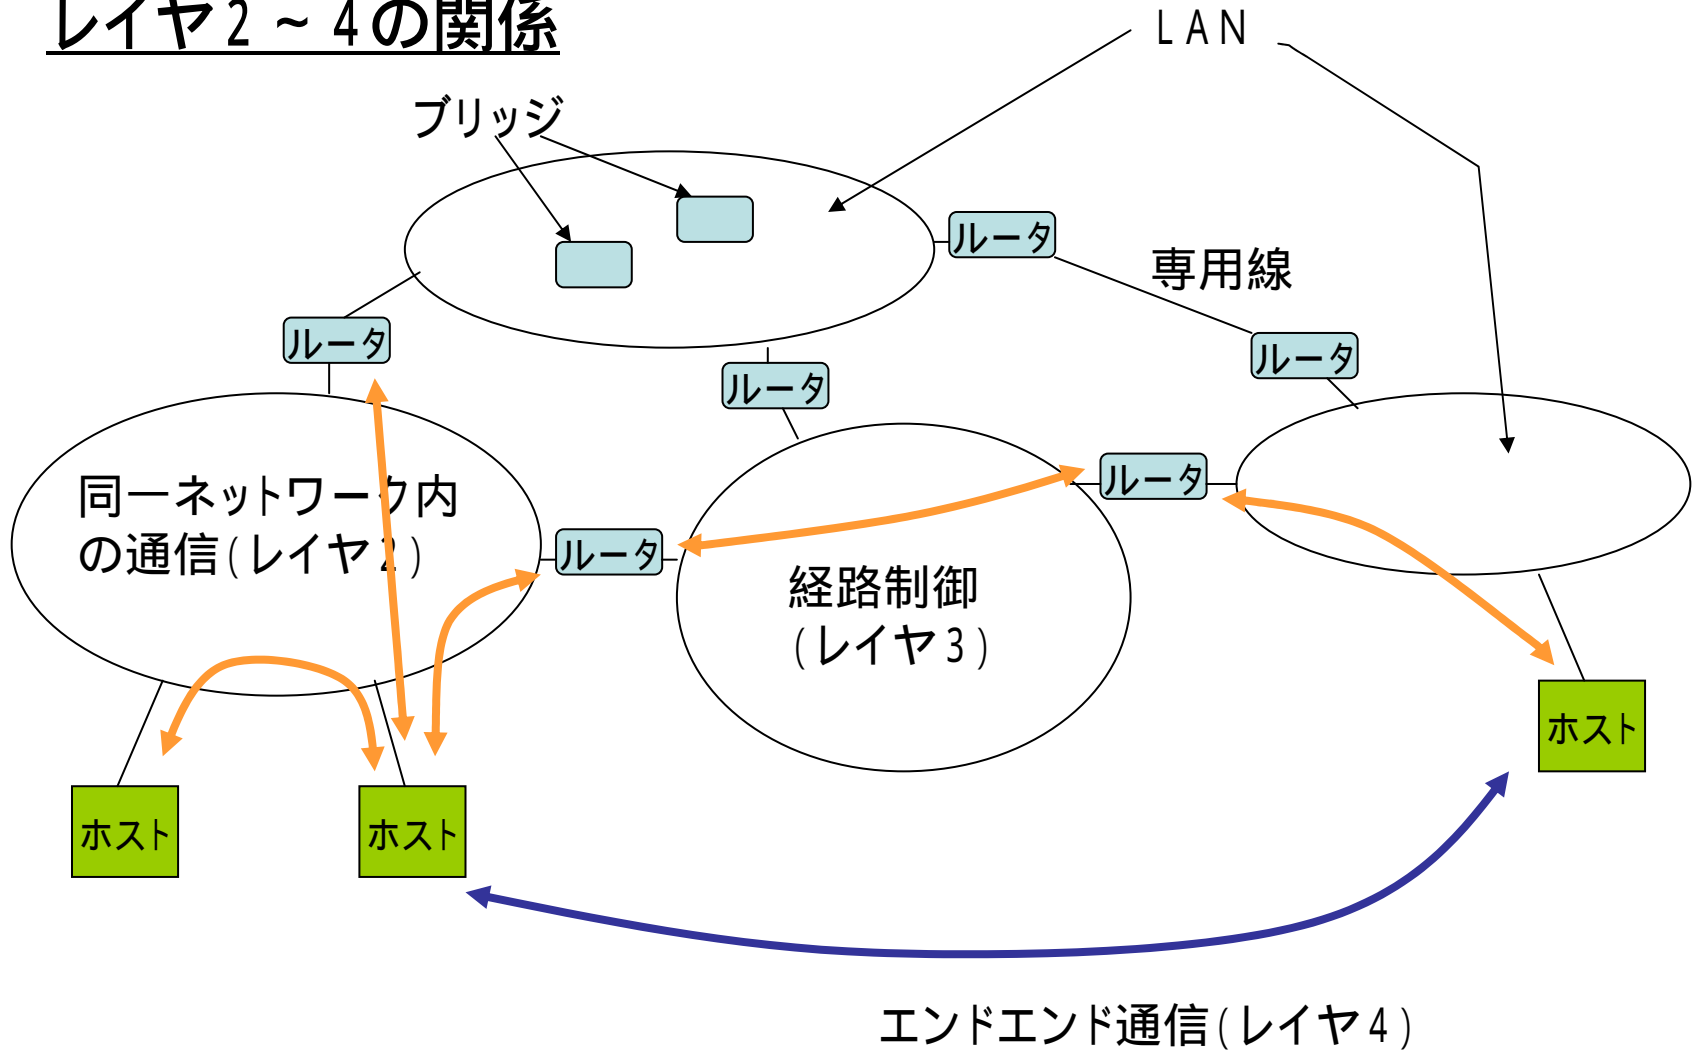 レイヤ2～4の関係
LAN
ブリッジ
ルータ
専用線
ルータ
ルータ
ルータ
ルータ
同一ネットワーク内
の通信(レイヤ2)
ルータ
経路制御
(レイヤ3)
ホスト
ホスト
ホスト
エンドエンド通信(レイヤ4)